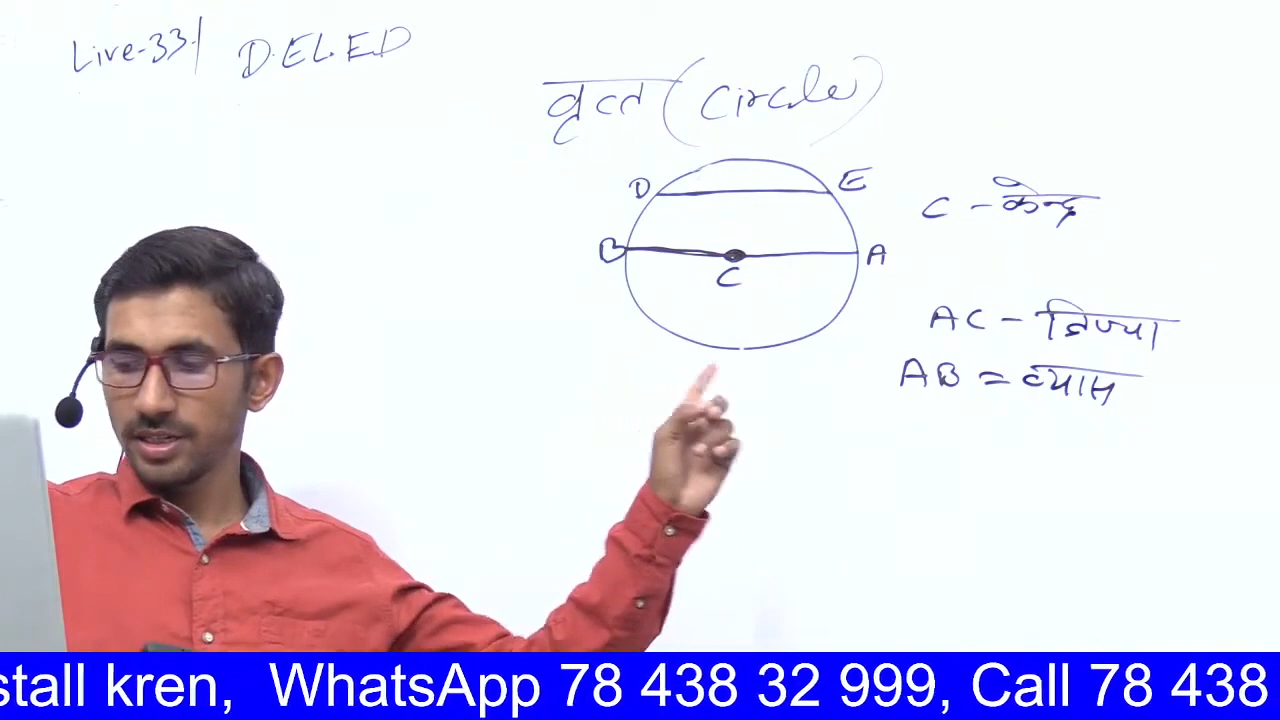 Live-33
D.EL.ED
वृत्त (Circle)
D
E
B
C
A
C - केन्द्र
AC - त्रिज्या
AB = व्यास
stall kren, WhatsApp 78 438 32 999, Call 78 438